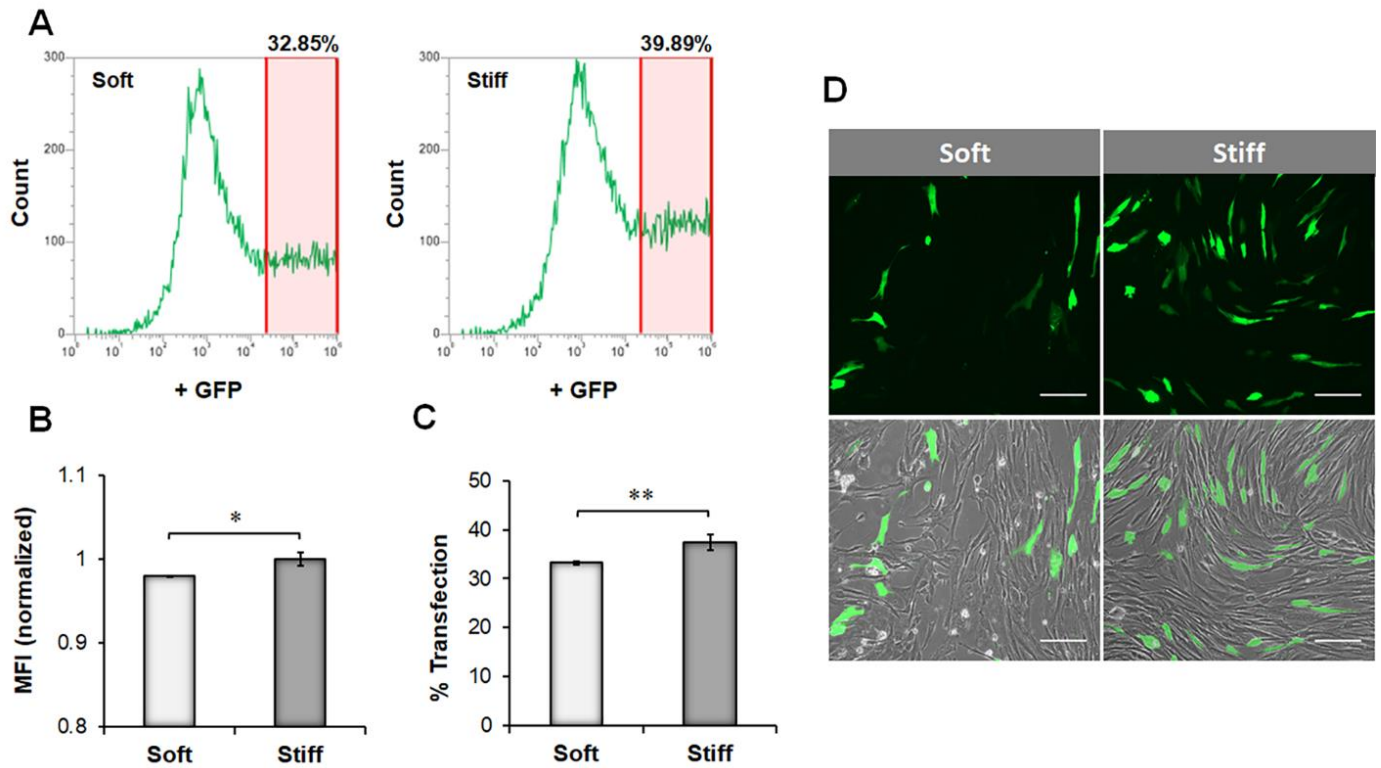 A
32.85%
300
Soft
200
100
0
Count
10⁰ 10¹ 10² 10³ 10⁴ 10⁵ 10⁶
+ GFP
39.89%
300
Stiff
200
100
0
Count
10⁰ 10¹ 10² 10³ 10⁴ 10⁵ 10⁶
+ GFP
B
1.1
1
0.9
0.8
MFI (normalized)
*
Soft Stiff
C
50
40
30
20
10
0
% Transfection
**
Soft Stiff
D
Soft Stiff